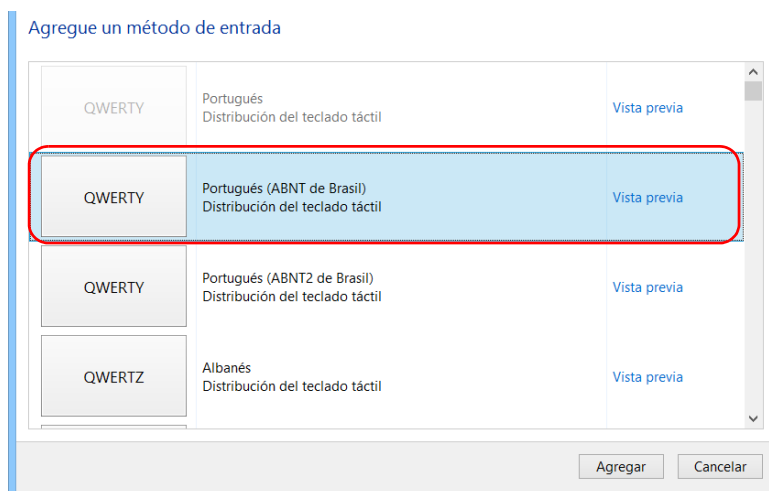 Agregue un método de entrada
QWERTY
Portugués
Distribución del teclado táctil
Vista previa
QWERTY
Portugués (ABNT de Brasil)
Distribución del teclado táctil
Vista previa
QWERTY
Portugués (ABNT2 de Brasil)
Distribución del teclado táctil
Vista previa
QWERTZ
Albanés
Distribución del teclado táctil
Vista previa
Agregar
Cancelar